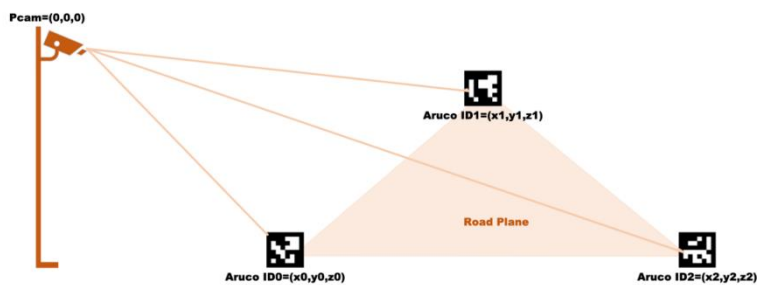 Pcam=(0,0,0)
Aruco ID1=(x1,y1,z1)
Road Plane
Aruco ID0=(x0,y0,z0)
Aruco ID2=(x2,y2,z2)